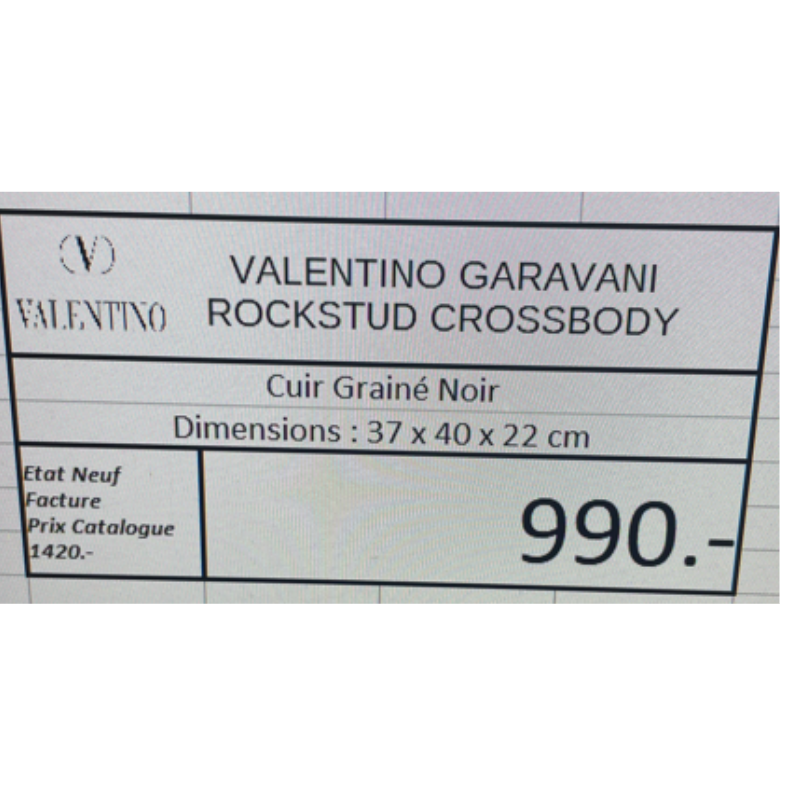 (V)
VALENTINO
VALENTINO GARAVANI
ROCKSTUD CROSSBODY
Cuir Grainé Noir
Dimensions : 37 x 40 x 22 cm
Etat Neuf
Facture
Prix Catalogue
1420.-
990.-